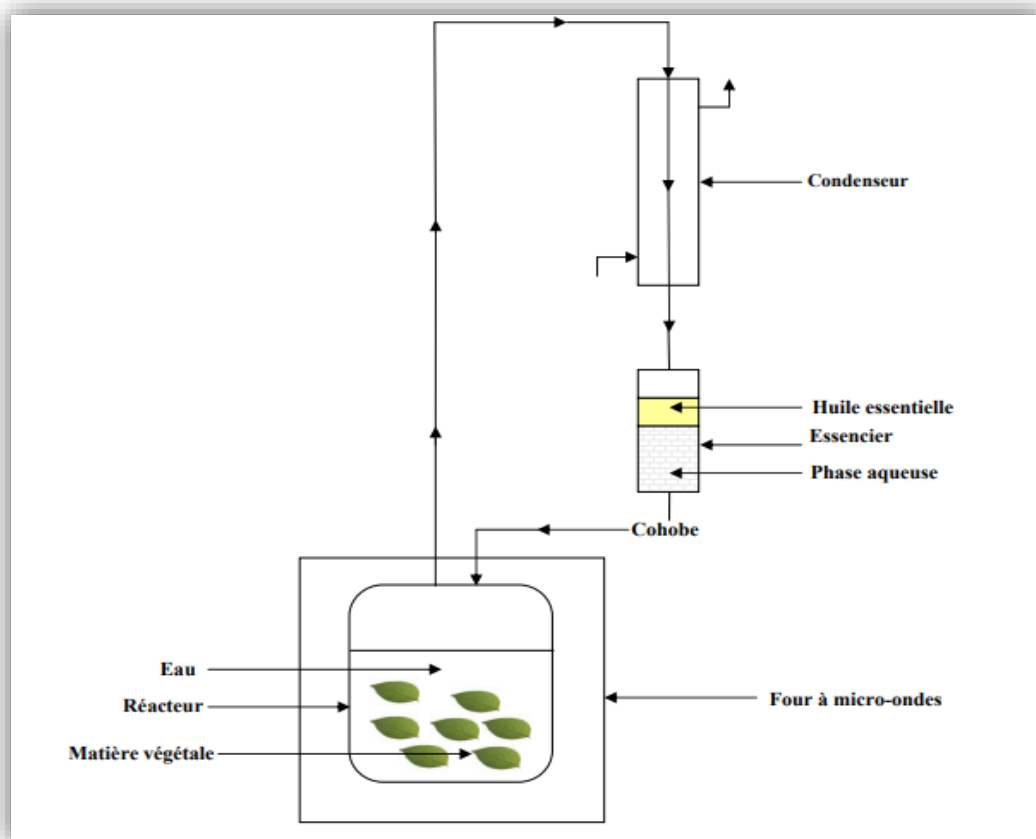 Condenseur
Huile essentielle
Essencier
Phase aqueuse
Cohobe
Eau
Réacteur
Four à micro-ondes
Matière végétale